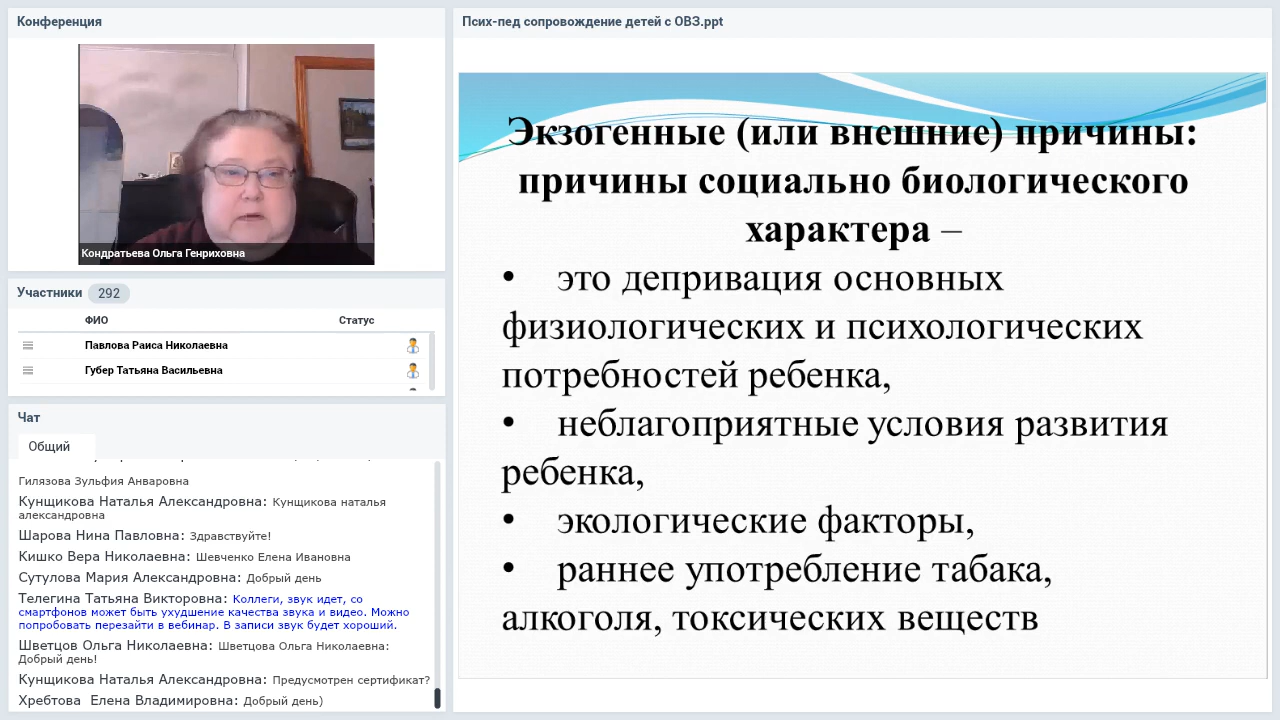 Конференция
Кондратьева Ольга Генриховна
Участники 292
ФИО Статус
Павлова Раиса Николаевна
Губер Татьяна Васильевна
Чат
Общий
Гилязова Зульфия Анваровна
Кунщикова Наталья Александровна: Кунщикова наталья
александровна
Шарова Нина Павловна: Здравствуйте!
Кишко Вера Николаевна: Шевченко Елена Ивановна
Сутулова Мария Александровна: Добрый день
Телегина Татьяна Викторовна: Коллеги, звук идет, со
смартфонов может быть ухудшение качества звука и видео. Можно
попробовать перезайти в вебинар. В записи звук будет хороший.
Шветцов Ольга Николаевна: Шветцова Ольга Николаевна:
Добрый день!
Кунщикова Наталья Александровна: Предусмотрен сертификат?
Хребтова Елена Владимировна: Добрый день)
Псих-пед сопровождение детей с ОВЗ.ppt
Экзогенные (или внешние) причины:
причины социально биологического
характера –
• это депривация основных
физиологических и психологических
потребностей ребенка,
• неблагоприятные условия развития
ребенка,
• экологические факторы,
• раннее употребление табака,
алкоголя, токсических веществ